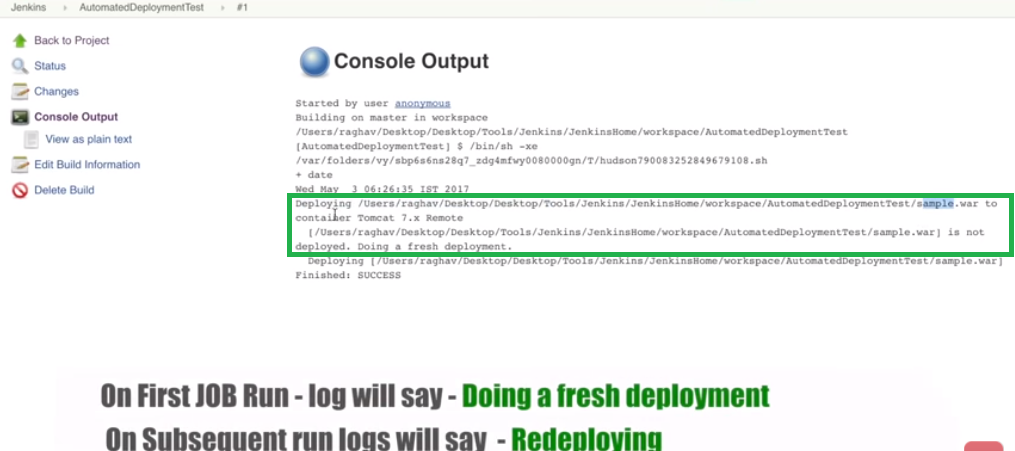 Jenkins › AutomatedDeploymentTest › #1
Back to Project
Status
Changes
Console Output
View as plain text
Edit Build Information
Delete Build
Console Output
Started by user anonymous
Building on master in workspace
/Users/raghav/Desktop/Desktop/Tools/Jenkins/JenkinsHome/workspace/AutomatedDeploymentTest
[AutomatedDeploymentTest] $ /bin/sh -xe
/var/folders/vy/sbp6s6ns28q7_zdg4mfwy0080000gn/T/hudson790083252849679108.sh
+ date
Wed May  3 06:26:35 IST 2017
Deploying /Users/raghav/Desktop/Desktop/Tools/Jenkins/JenkinsHome/workspace/AutomatedDeploymentTest/sample.war to
container Tomcat 7.x Remote
[/Users/raghav/Desktop/Desktop/Tools/Jenkins/JenkinsHome/workspace/AutomatedDeploymentTest/sample.war] is not
deployed. Doing a fresh deployment.
Deploying [/Users/raghav/Desktop/Desktop/Tools/Jenkins/JenkinsHome/workspace/AutomatedDeploymentTest/sample.war]
Finished: SUCCESS
On First JOB Run - log will say - Doing a fresh deployment
On Subsequent run logs will say - Redeploying